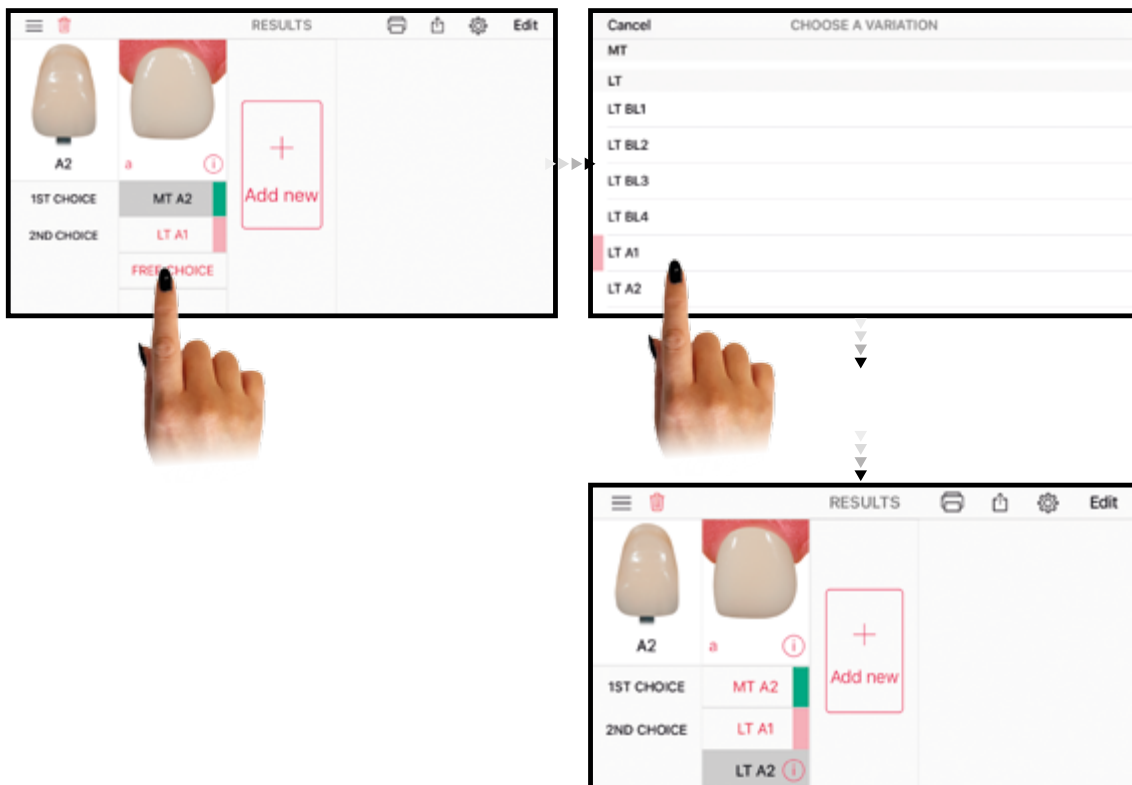 RESULTS Edit
A2 a i
+
Add new
1ST CHOICE MT A2
2ND CHOICE LT A1
FREE CHOICE
Cancel CHOOSE A VARIATION
MT
LT
LT BL1
LT BL2
LT BL3
LT BL4
LT A1
LT A2
RESULTS Edit
A2 a i
+
Add new
1ST CHOICE MT A2
2ND CHOICE LT A1
LT A2 i